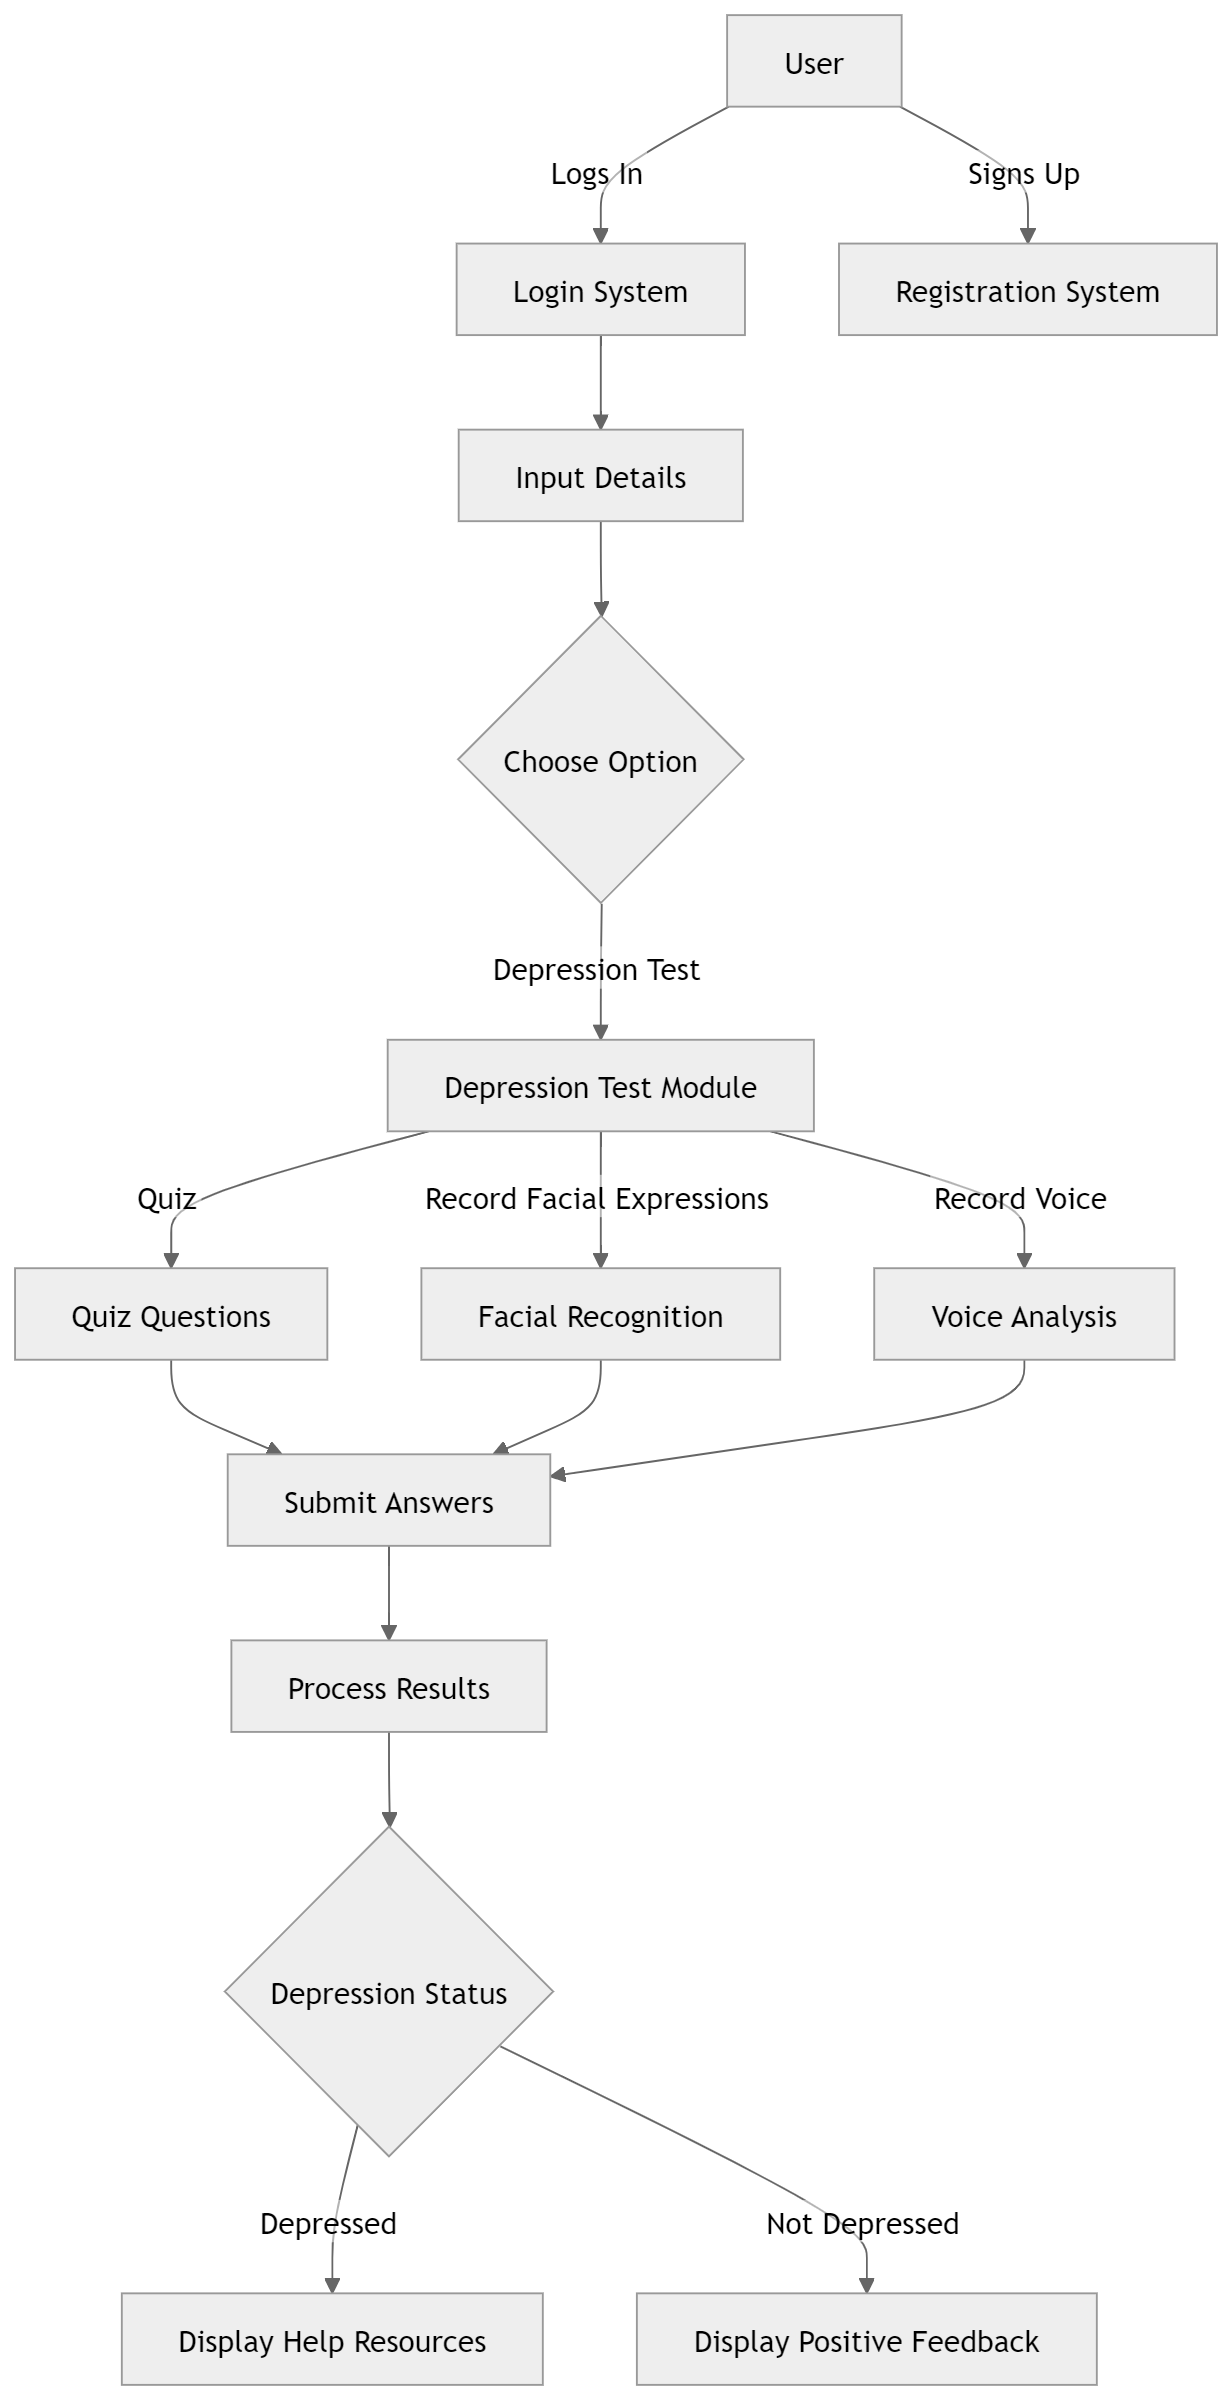 User
Logs In
Signs Up
Login System
Registration System
Input Details
Choose Option
Depression Test
Depression Test Module
Quiz
Record Facial Expressions
Record Voice
Quiz Questions
Facial Recognition
Voice Analysis
Submit Answers
Process Results
Depression Status
Depressed
Not Depressed
Display Help Resources
Display Positive Feedback